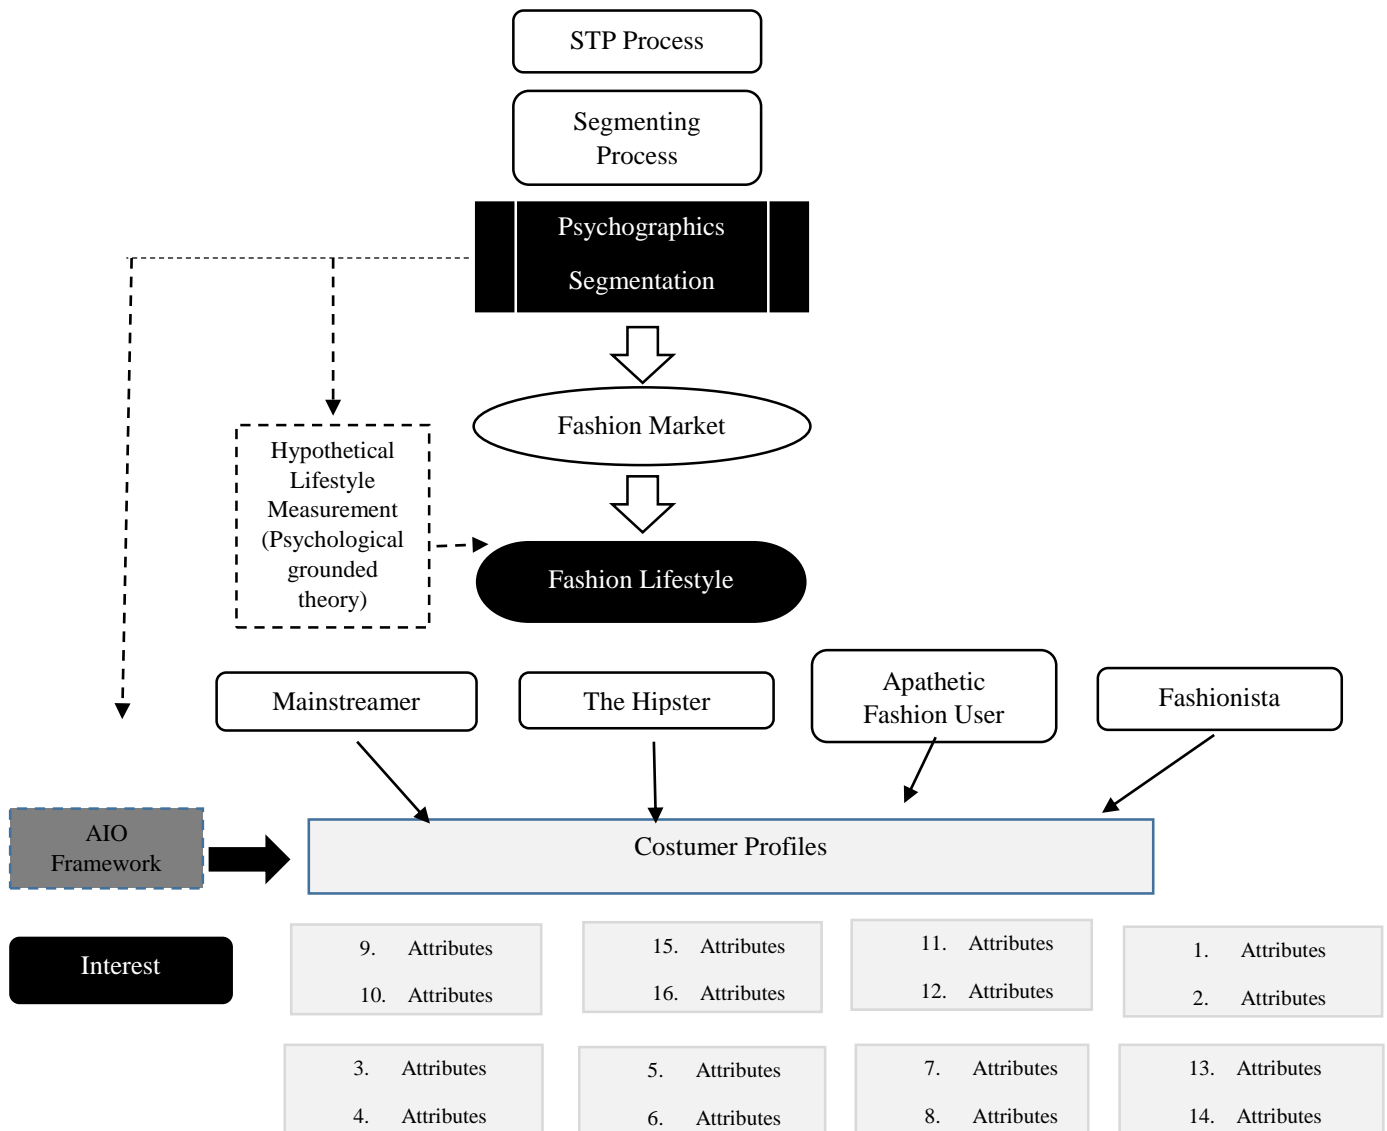 STP Process
Segmenting
Process
Psychographics
Segmentation
Fashion Market
Hypothetical
Lifestyle
Measurement
(Psychological
grounded
theory)
Fashion Lifestyle
Mainstreamer
The Hipster
Apathetic
Fashion User
Fashionista
AIO
Framework
Costumer Profiles
Interest
9. Attributes
10. Attributes
15. Attributes
16. Attributes
11. Attributes
12. Attributes
1. Attributes
2. Attributes
3. Attributes
4. Attributes
5. Attributes
6. Attributes
7. Attributes
8. Attributes
13. Attributes
14. Attributes